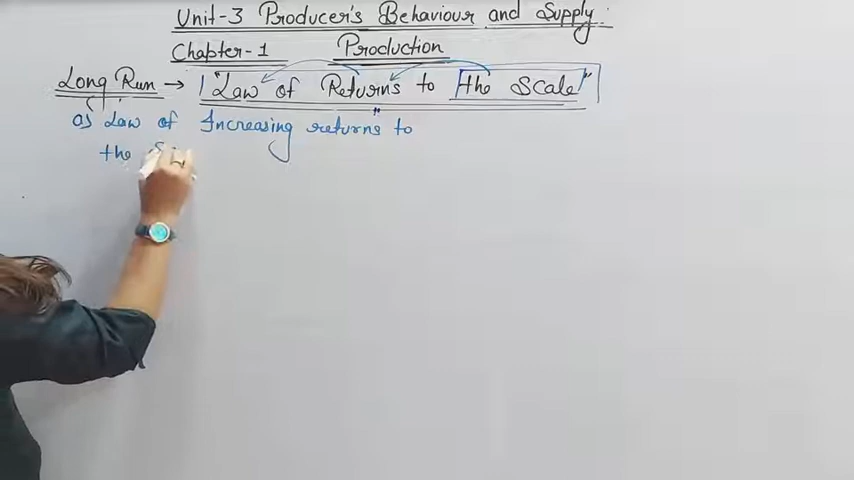 Unit-3 Producer's Behaviour and Supply.
Chapter-1 Production
Long Run → "Law of Returns to the Scale"
a) Law of Increasing returns" to
the